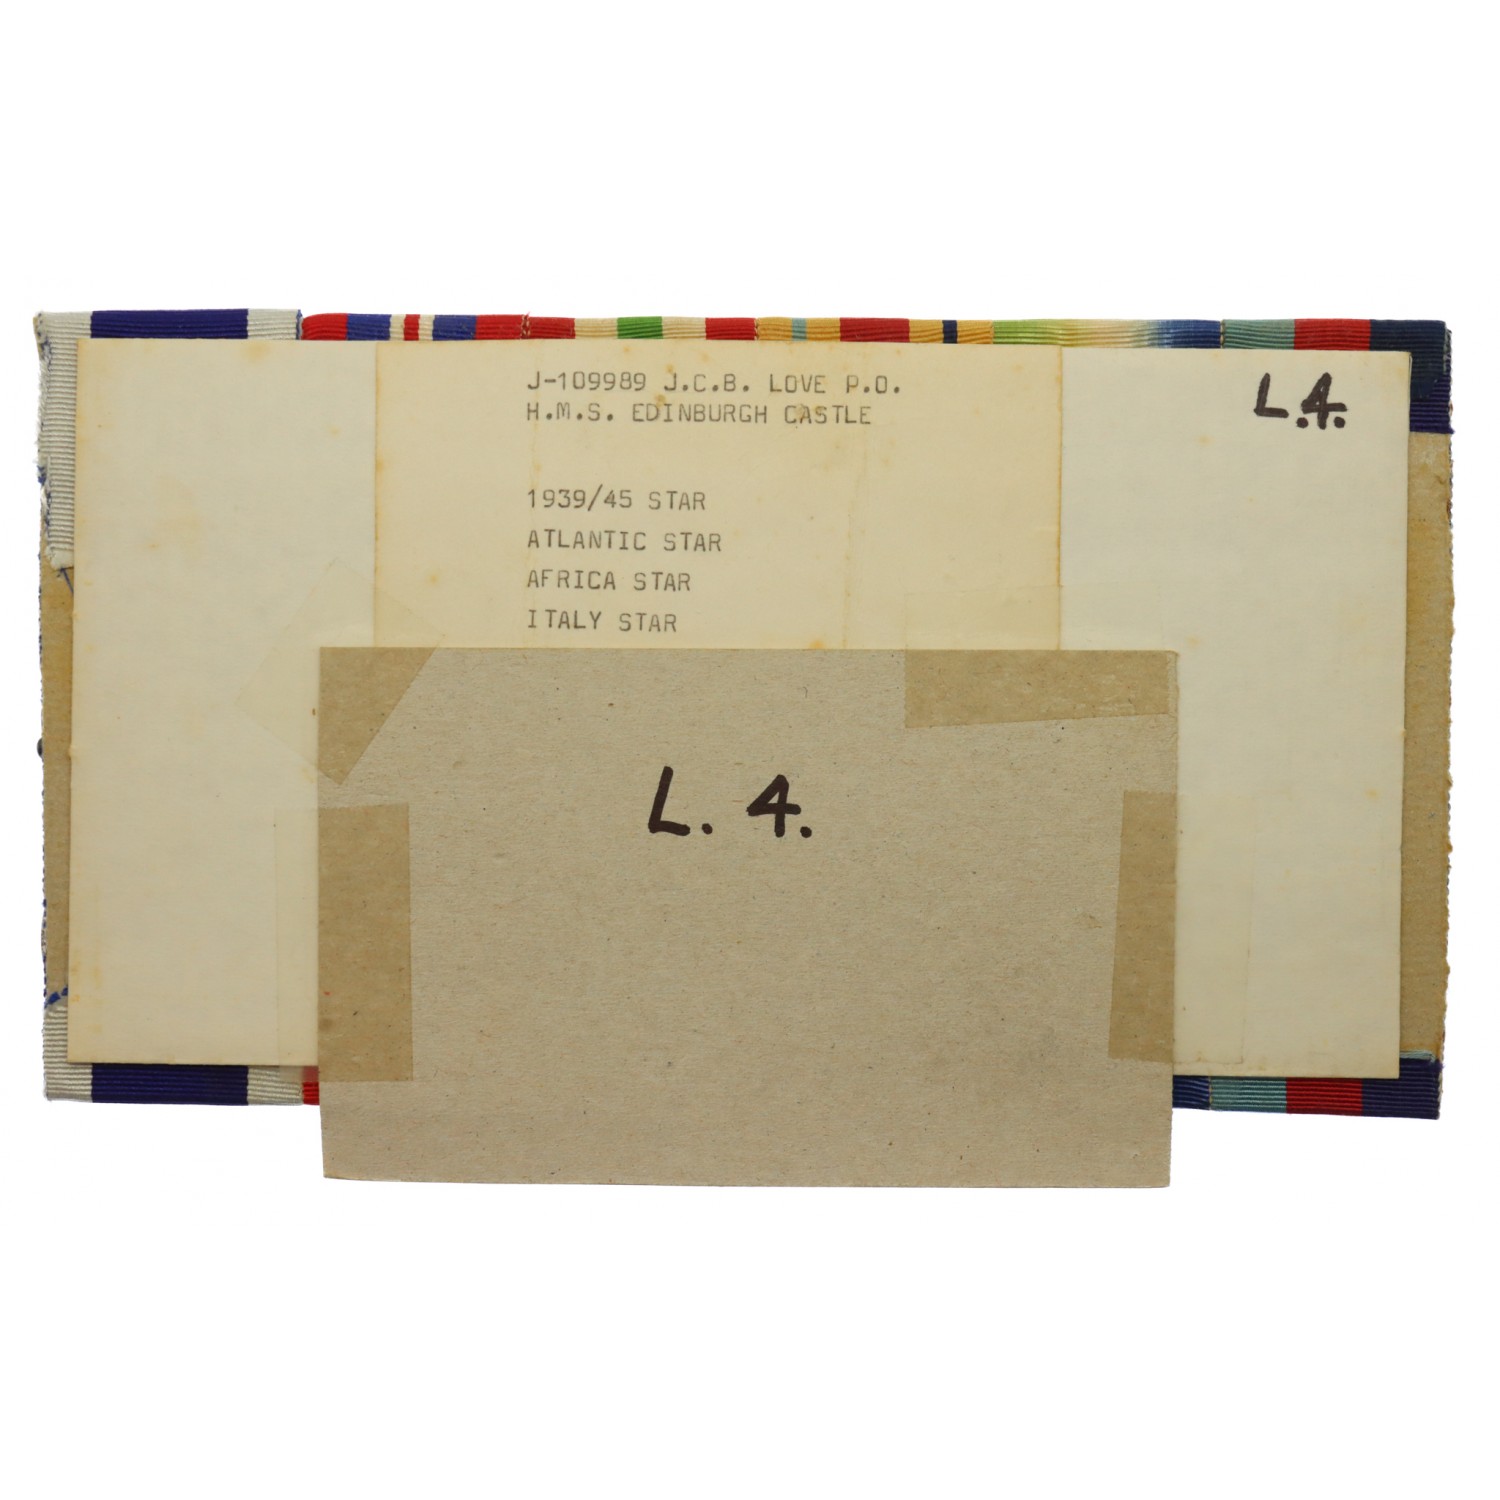 J-109989 J.C.B. LOVE P.O.
H.M.S. EDINBURGH CASTLE
L.4.
1939/45 STAR
ATLANTIC STAR
AFRICA STAR
ITALY STAR
L. 4.